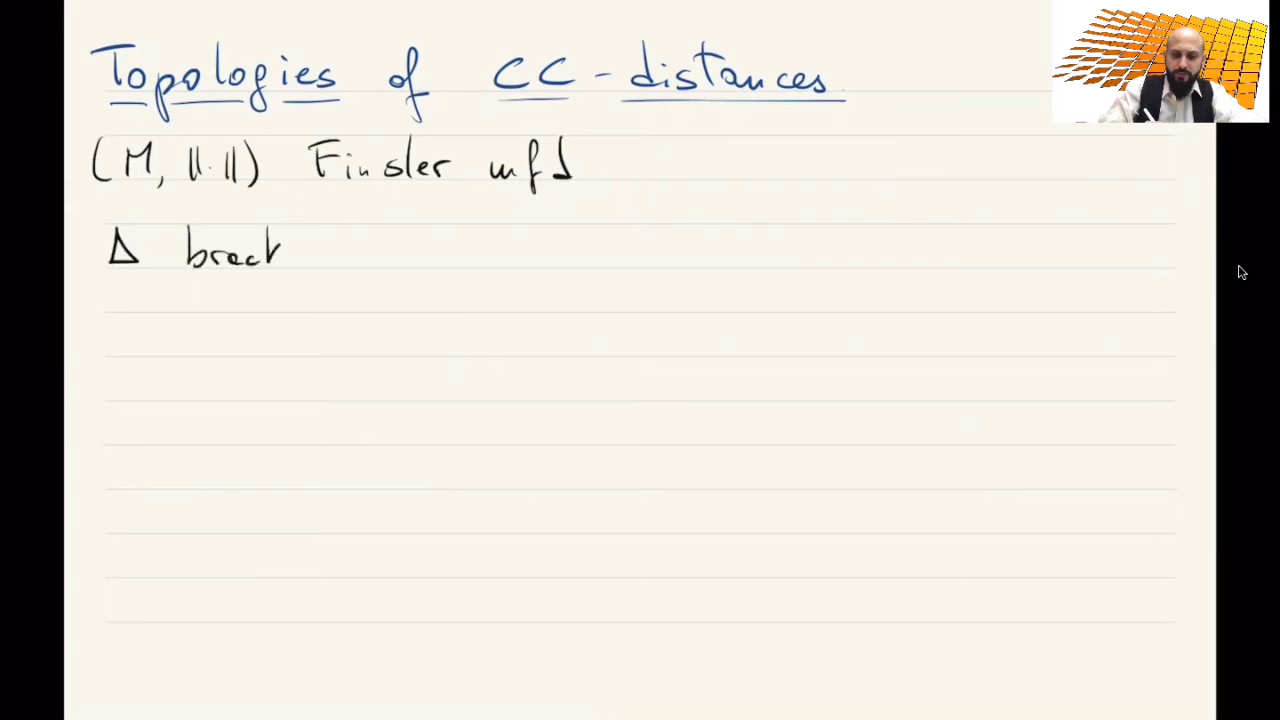 Topologies of CC-distances
(M, ||·||) Finsler mfd
Δ brack